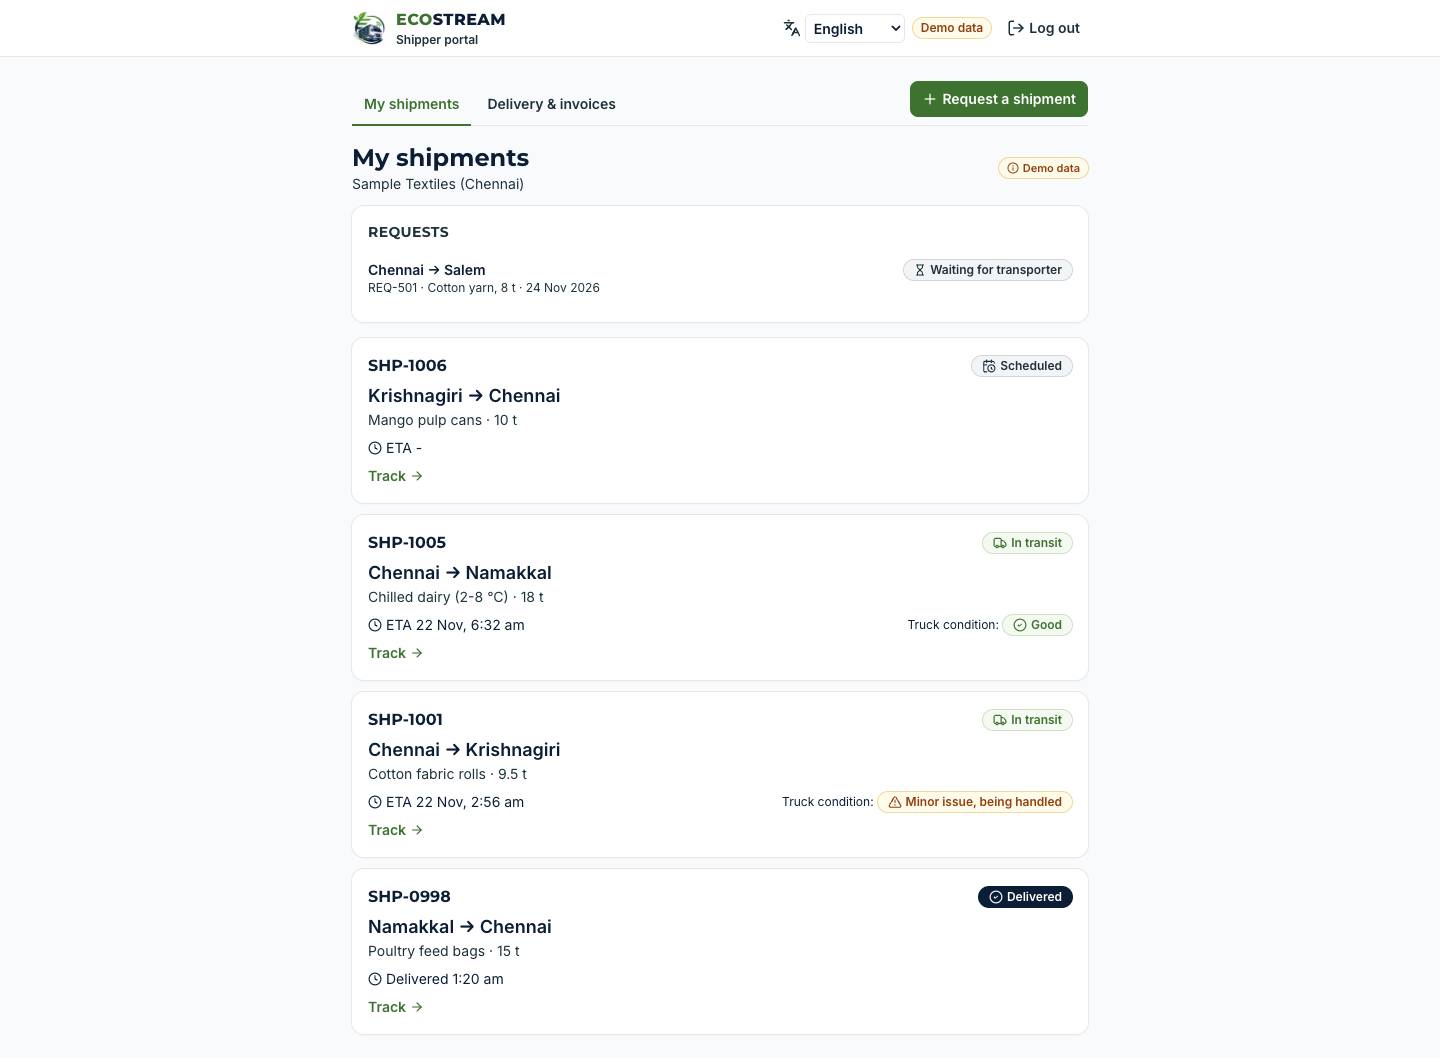 ECOSTREAM
Shipper portal
English
Demo data
Log out
My shipments
Delivery & invoices
+ Request a shipment
My shipments
Sample Textiles (Chennai)
Demo data
REQUESTS
Chennai → Salem
REQ-501 · Cotton yarn, 8 t · 24 Nov 2026
Waiting for transporter
SHP-1006
Scheduled
Krishnagiri → Chennai
Mango pulp cans · 10 t
ETA -
Track →
SHP-1005
In transit
Chennai → Namakkal
Chilled dairy (2-8 °C) · 18 t
ETA 22 Nov, 6:32 am
Truck condition: Good
Track →
SHP-1001
In transit
Chennai → Krishnagiri
Cotton fabric rolls · 9.5 t
ETA 22 Nov, 2:56 am
Truck condition: Minor issue, being handled
Track →
SHP-0998
Delivered
Namakkal → Chennai
Poultry feed bags · 15 t
Delivered 1:20 am
Track →